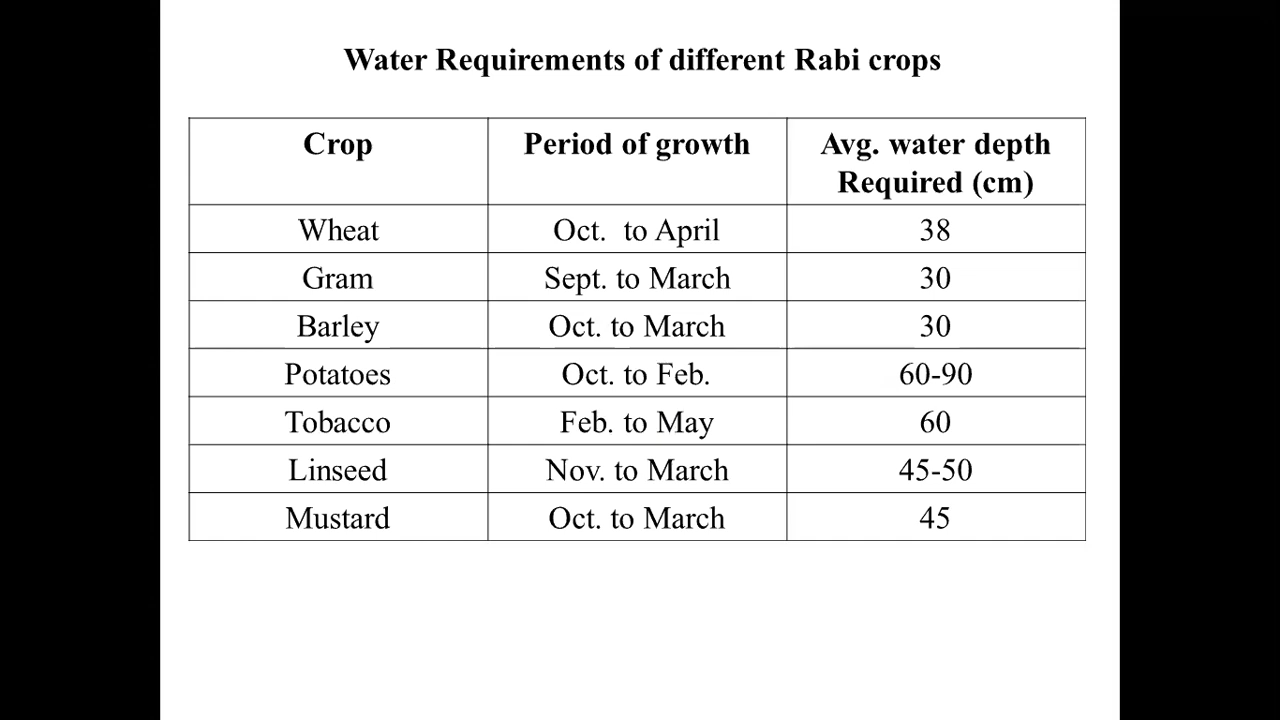 Water Requirements of different Rabi crops
Crop Period of growth Avg. water depth
Required (cm)
Wheat Oct. to April 38
Gram Sept. to March 30
Barley Oct. to March 30
Potatoes Oct. to Feb. 60-90
Tobacco Feb. to May 60
Linseed Nov. to March 45-50
Mustard Oct. to March 45